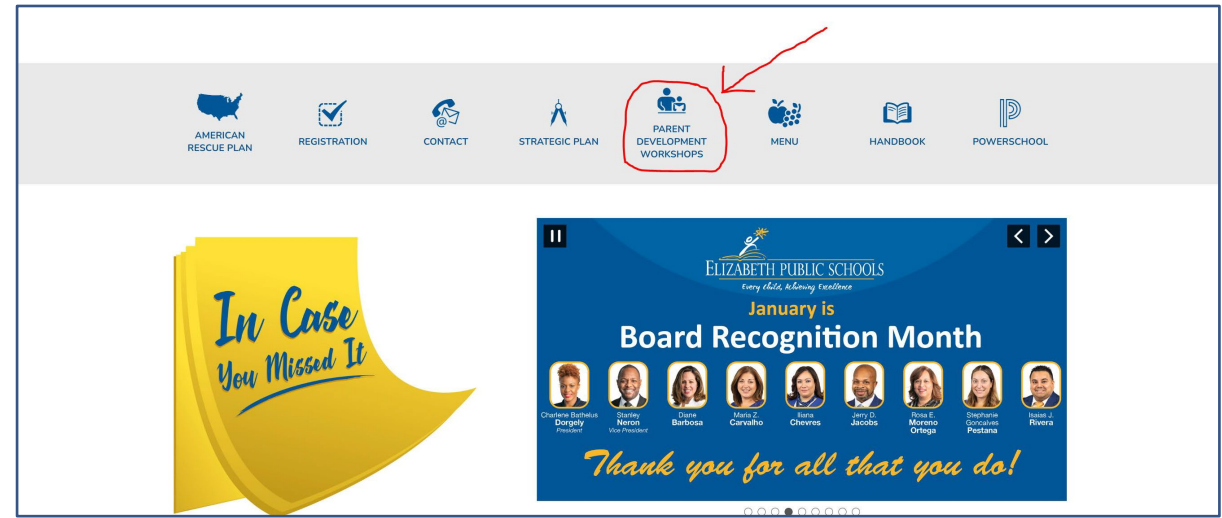 AMERICAN
RESCUE PLAN
REGISTRATION
CONTACT
STRATEGIC PLAN
PARENT
DEVELOPMENT
WORKSHOPS
MENU
HANDBOOK
POWERSCHOOL
In Case
You Missed It
ELIZABETH PUBLIC SCHOOLS
Every Child, Achieving Excellence
January is
Board Recognition Month
Charlene Bathelus
Dorgely
President
Stanley
Neron
Vice President
Diane
Barbosa
Maria Z.
Carvalho
Iliana
Chevres
Jerry D.
Jacobs
Rosa E.
Moreno
Ortega
Stephanie
Goncalves
Pestana
Isaias J.
Rivera
Thank you for all that you do!